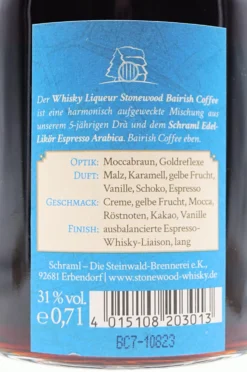 Der Whisky Liqueur Stonewood Bairish Coffee
ist eine harmonisch aufgeweckte Mischung aus
unserem 5-jährigen Drà und dem Schraml Edel-
Likör Espresso Arabica. Bairish Coffee eben.
OPTIK: Moccabraun, Goldreflexe
DUFT: Malz, Karamell, gelbe Frucht,
Vanille, Schoko, Espresso
GESCHMACK: Creme, gelbe Frucht, Mocca,
Röstnoten, Kakao, Vanille
FINISH: ausbalancierte Espresso-
Whisky-Liaison, lang
Schraml – Die Steinwald-Brennerei e.K.,
92681 Erbendorf | www.stonewood-whisky.de
31 % vol.
e 0,7 l
4 015108 203013
BC7-10823